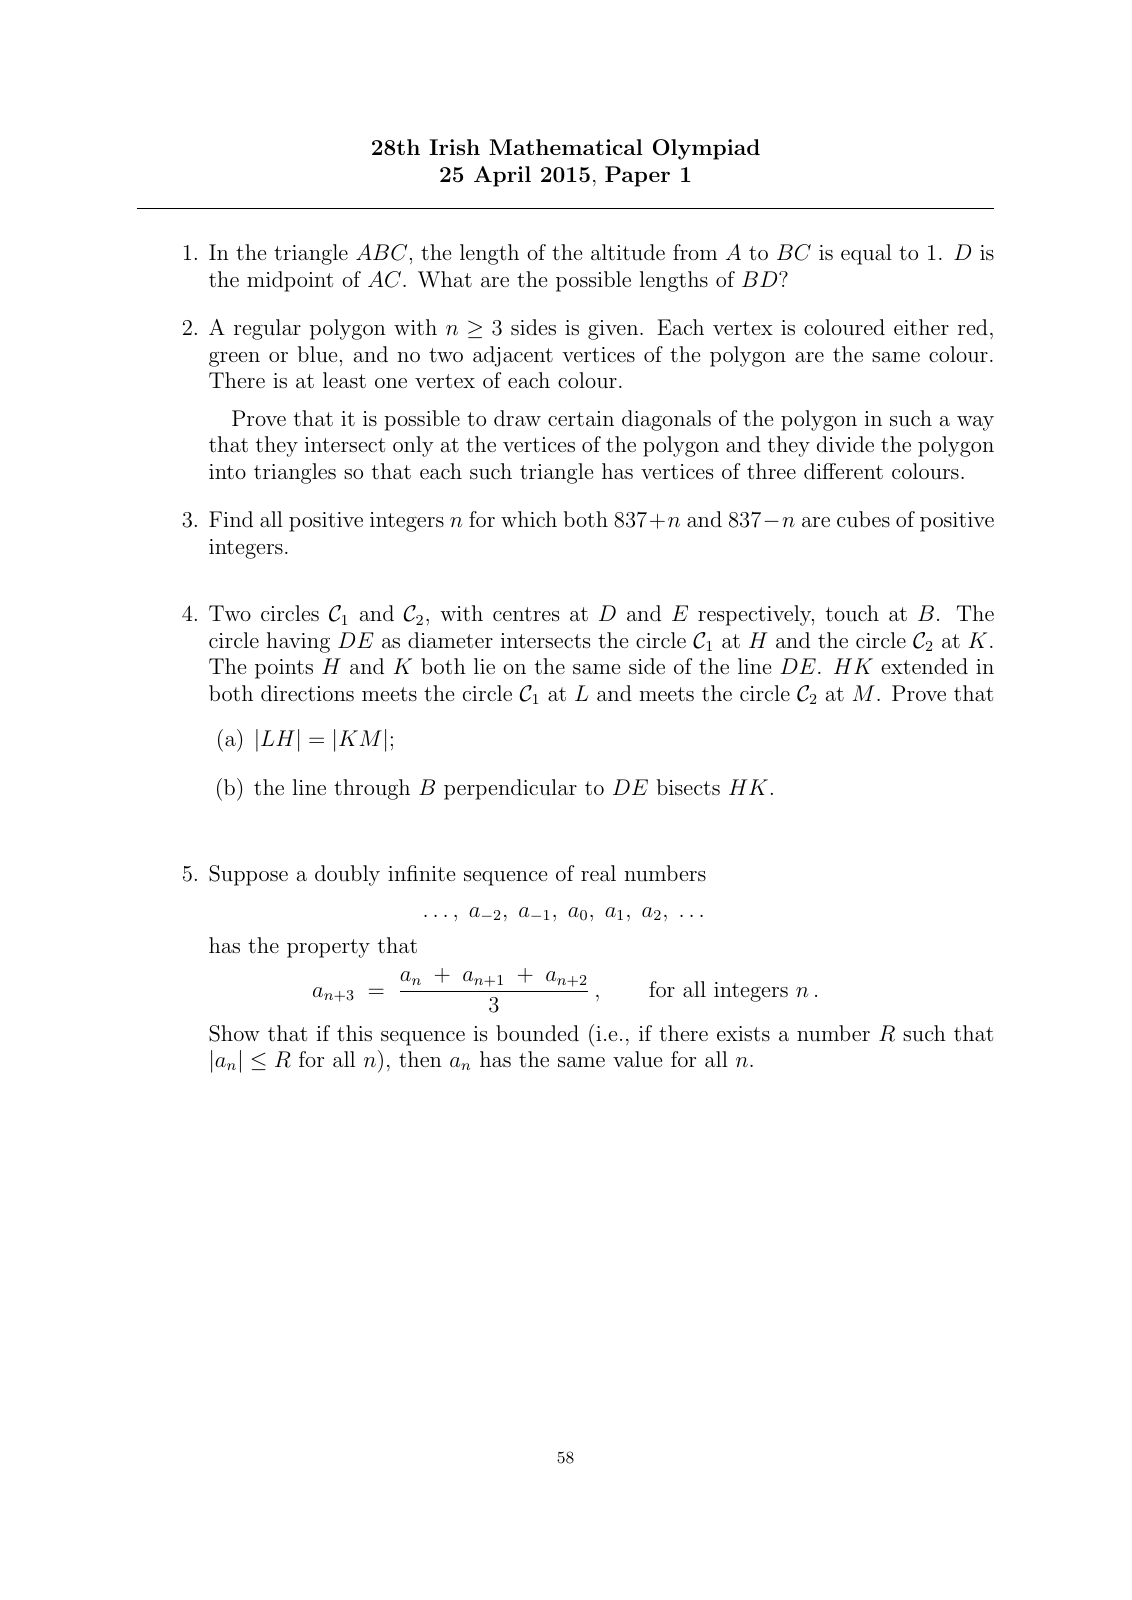 28th Irish Mathematical Olympiad
25 April 2015, Paper 1
1. In the triangle ABC, the length of the altitude from A to BC is equal to 1. D is
the midpoint of AC. What are the possible lengths of BD?
2. A regular polygon with n ≥ 3 sides is given. Each vertex is coloured either red,
green or blue, and no two adjacent vertices of the polygon are the same colour.
There is at least one vertex of each colour.
Prove that it is possible to draw certain diagonals of the polygon in such a way
that they intersect only at the vertices of the polygon and they divide the polygon
into triangles so that each such triangle has vertices of three different colours.
3. Find all positive integers n for which both 837+n and 837−n are cubes of positive
integers.
4. Two circles 𝒞₁ and 𝒞₂, with centres at D and E respectively, touch at B. The
circle having DE as diameter intersects the circle 𝒞₁ at H and the circle 𝒞₂ at K.
The points H and K both lie on the same side of the line DE. HK extended in
both directions meets the circle 𝒞₁ at L and meets the circle 𝒞₂ at M. Prove that
(a) |LH| = |KM|;
(b) the line through B perpendicular to DE bisects HK.
5. Suppose a doubly infinite sequence of real numbers
. . . , a₋₂, a₋₁, a₀, a₁, a₂, . . .
has the property that
aₙ₊₃ = (aₙ + aₙ₊₁ + aₙ₊₂) / 3 , for all integers n .
Show that if this sequence is bounded (i.e., if there exists a number R such that
|aₙ| ≤ R for all n), then aₙ has the same value for all n.
58